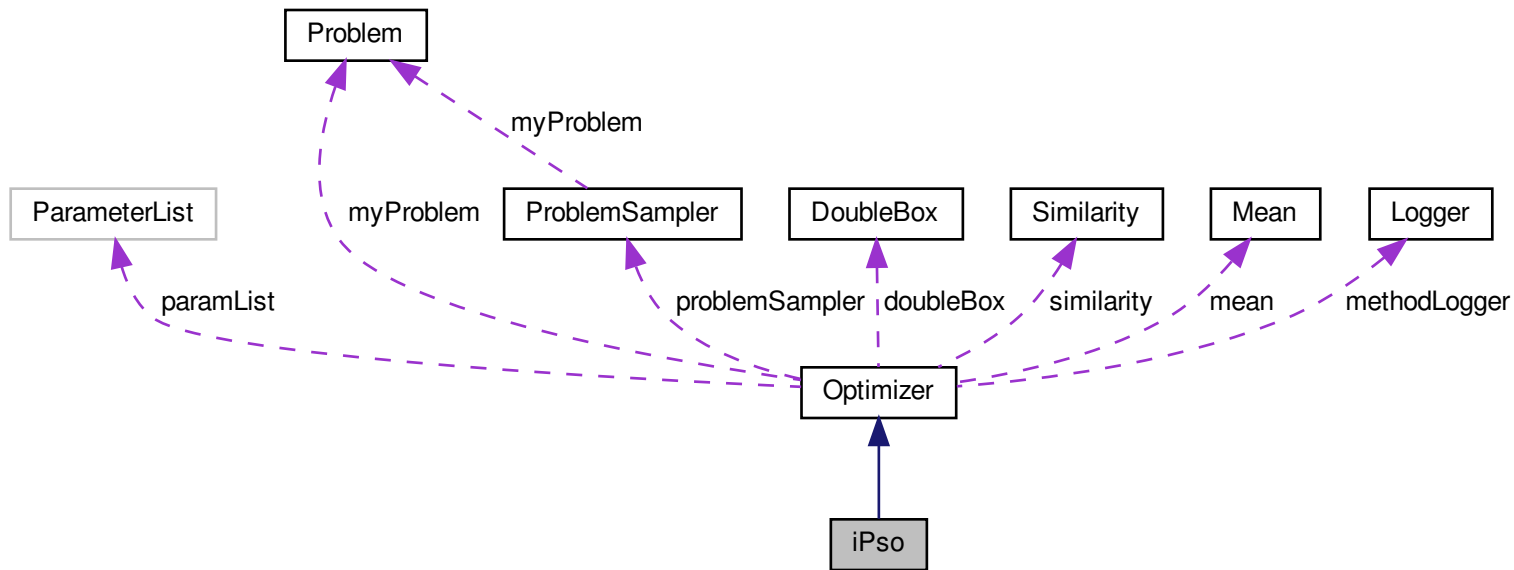 Problem
myProblem
ParameterList
myProblem
ProblemSampler
DoubleBox
Similarity
Mean
Logger
paramList
problemSampler
doubleBox
similarity
mean
methodLogger
Optimizer
iPso